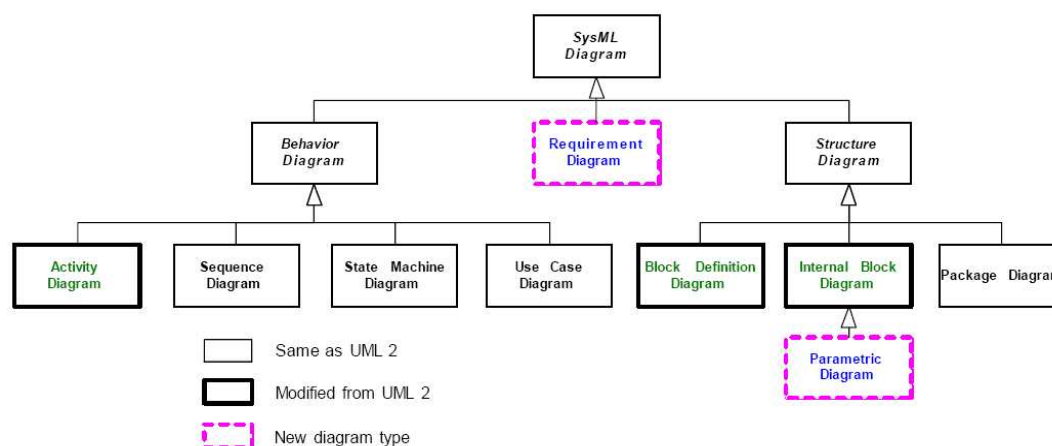 SysML
Diagram
Behavior
Diagram
Requirement
Diagram
Structure
Diagram
Activity
Diagram
Sequence
Diagram
State Machine
Diagram
Use Case
Diagram
Block Definition
Diagram
Internal Block
Diagram
Package Diagram
Parametric
Diagram
Same as UML 2
Modified from UML 2
New diagram type